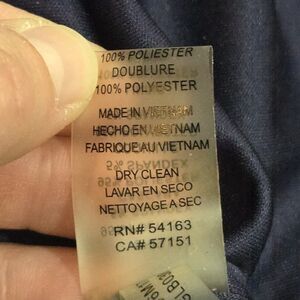 100% POLIESTER
DOUBLURE
100% POLYESTER
MADE IN VIETNAM
HECHO EN VIETNAM
FABRIQUE AU VIETNAM
DRY CLEAN
LAVAR EN SECO
NETTOYAGE A SEC
RN# 54163
CA# 57151